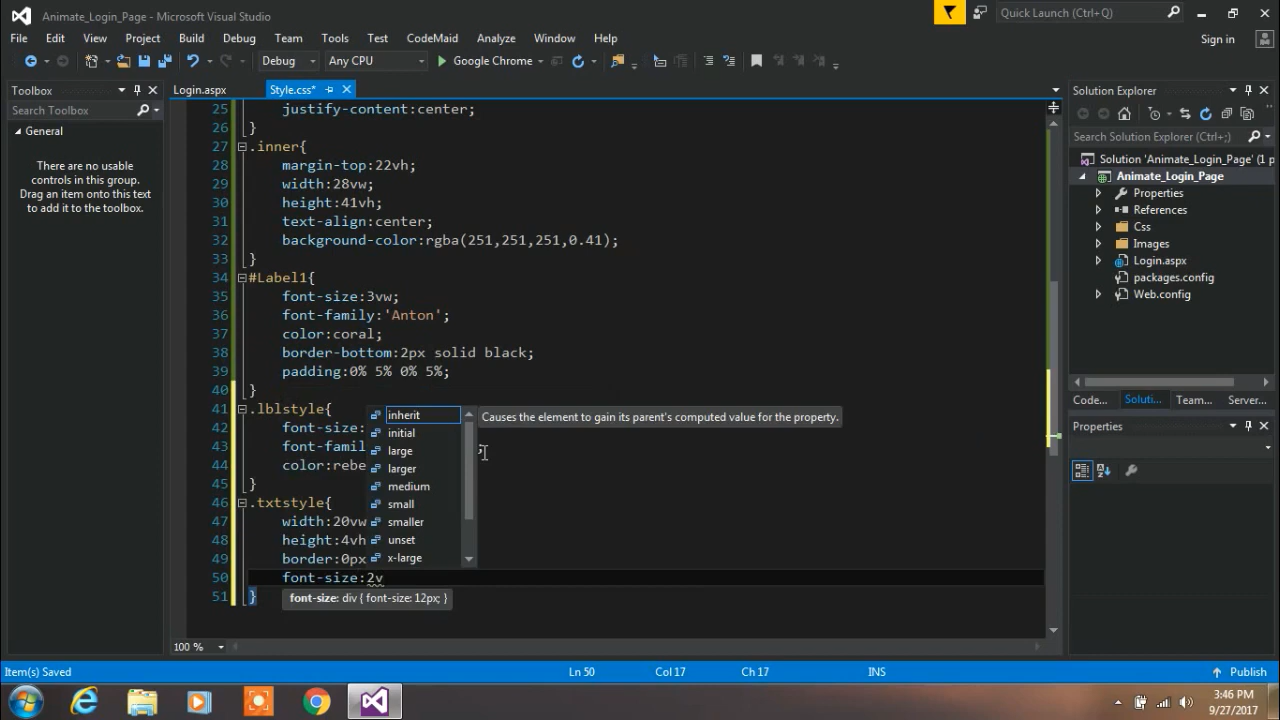 Animate_Login_Page - Microsoft Visual Studio
Quick Launch (Ctrl+Q)
File Edit View Project Build Debug Team Tools Test CodeMaid Analyze Window Help
Sign in
Debug Any CPU Google Chrome
Toolbox
Search Toolbox
General
There are no usable
controls in this group.
Drag an item onto this text
to add it to the toolbox.
Login.aspx Style.css*
25 justify-content:center;
26 }
27 .inner{
28 margin-top:22vh;
29 width:28vw;
30 height:41vh;
31 text-align:center;
32 background-color:rgba(251,251,251,0.41);
33 }
34 #Label1{
35 font-size:3vw;
36 font-family:'Anton';
37 color:coral;
38 border-bottom:2px solid black;
39 padding:0% 5% 0% 5%;
40 }
41 .lblstyle{
42 font-size:
43 font-famil
44 color:rebe
45 }
46 .txtstyle{
47 width:20vw
48 height:4vh
49 border:0px
50 font-size:2v
51 }
inherit
initial
large
larger
medium
small
smaller
unset
x-large
Causes the element to gain its parent's computed value for the property.
font-size: div { font-size: 12px; }
100 %
Solution Explorer
Search Solution Explorer (Ctrl+;)
Solution 'Animate_Login_Page' (1 p
Animate_Login_Page
Properties
References
Css
Images
Login.aspx
packages.config
Web.config
Code... Soluti... Team... Server...
Properties
Item(s) Saved Ln 50 Col 17 Ch 17 INS Publish
3:46 PM
9/27/2017